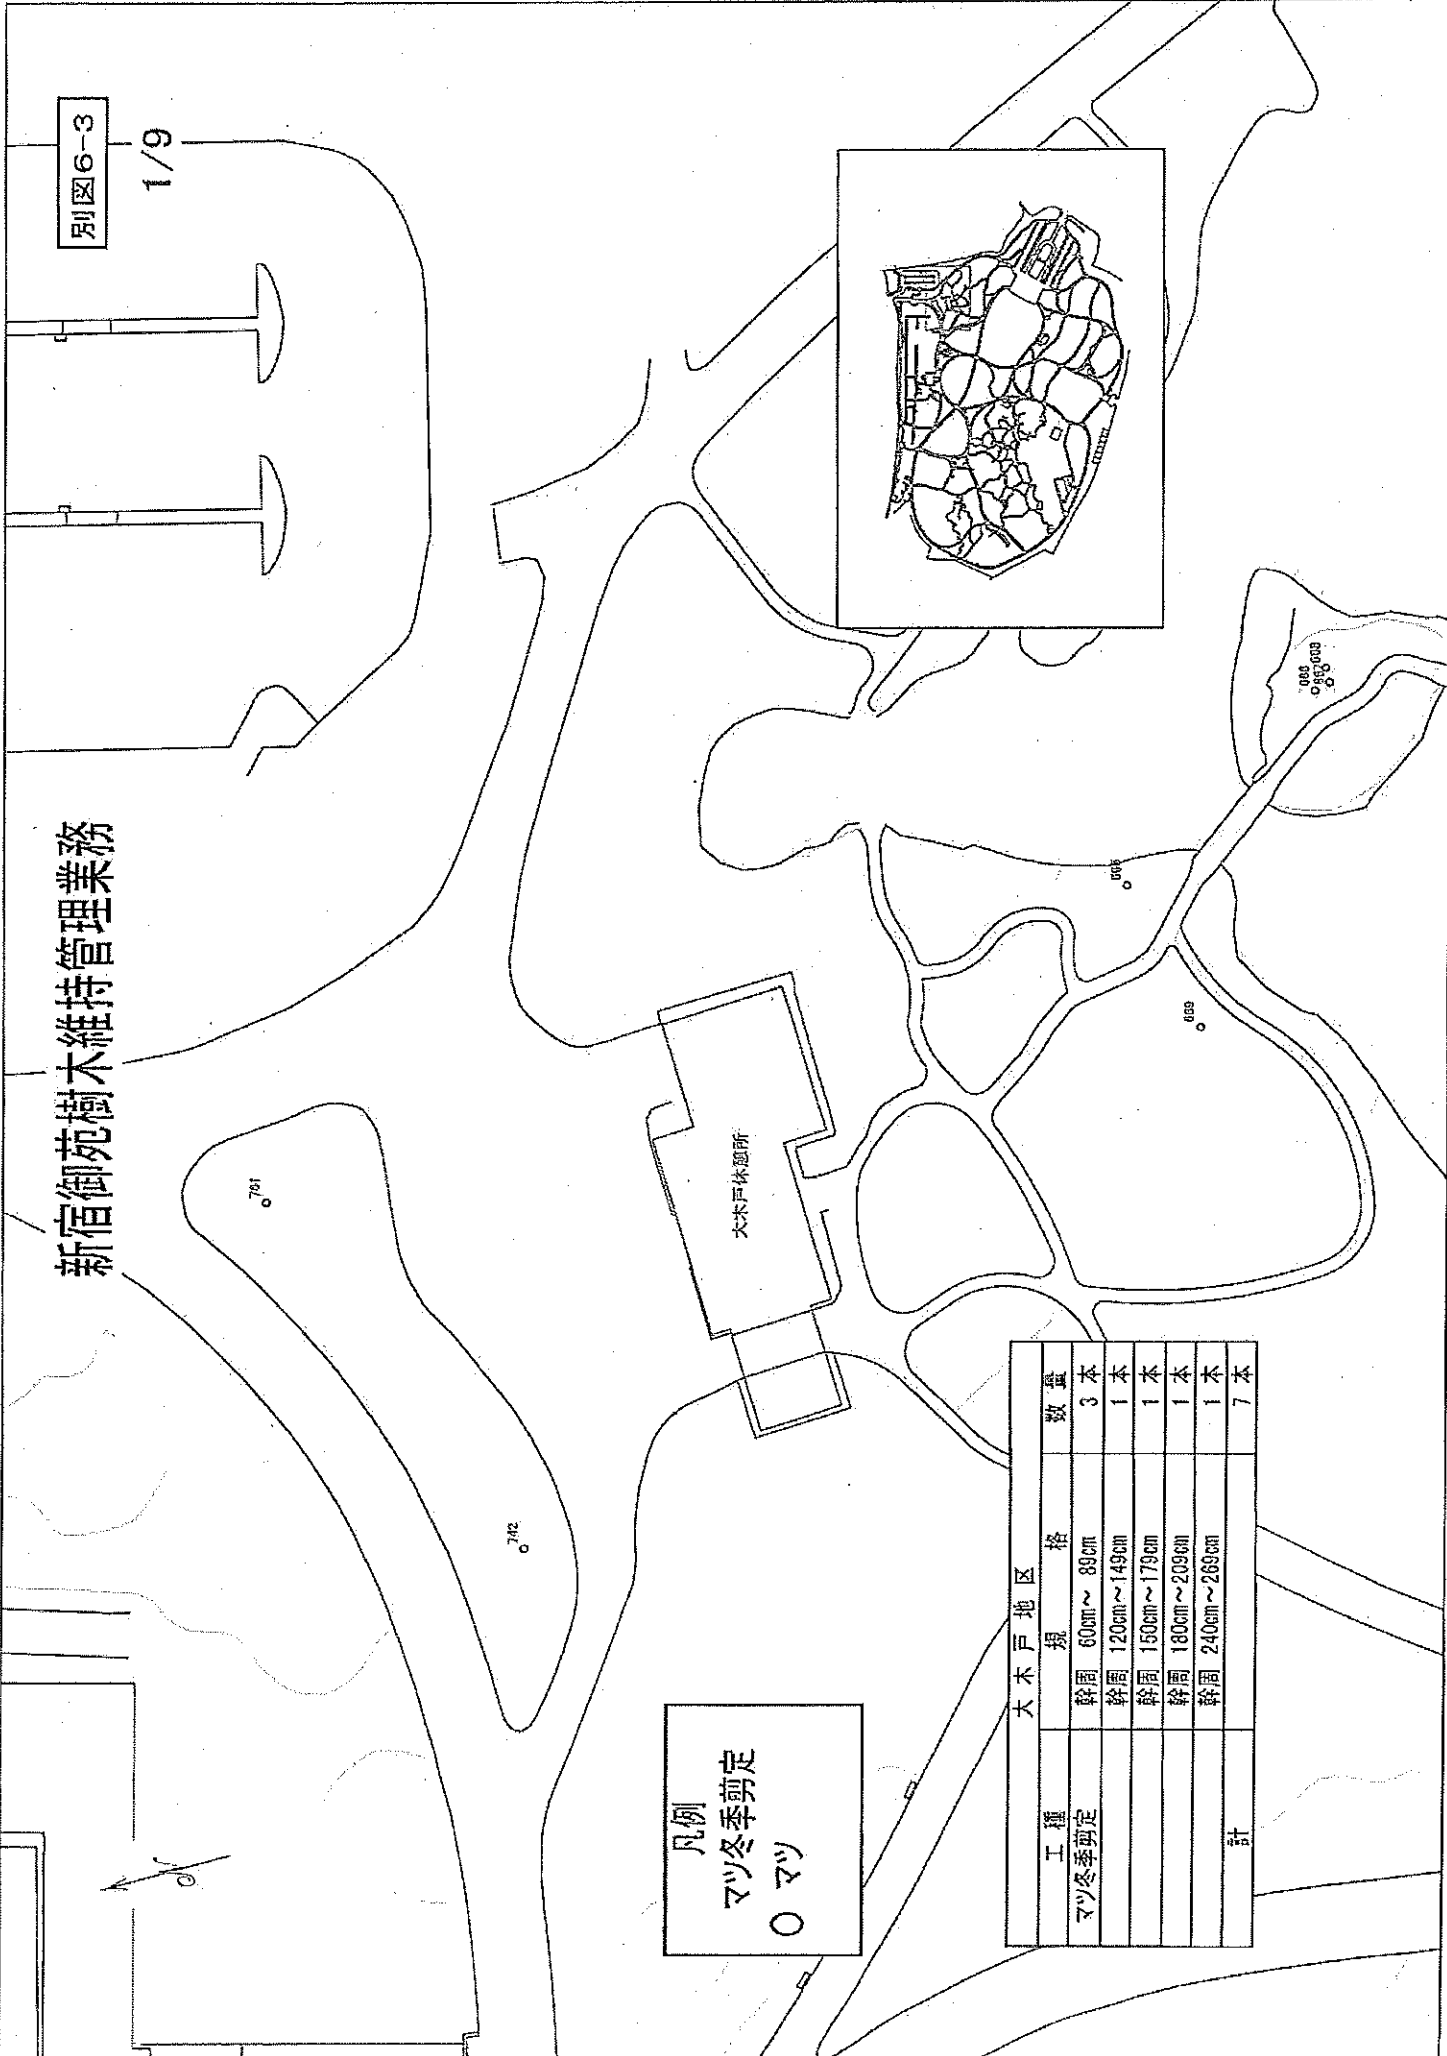 別図6-3
1/9
新宿御苑樹木維持管理業務
701
742
大木戸休憩所
669
凡例
マツ冬季剪定
○ マツ
大木戸地区
工種 規格 数量
マツ冬季剪定 幹周 60cm~ 89cm 3 本
幹周 120cm~149cm 1 本
幹周 150cm~179cm 1 本
幹周 180cm~209cm 1 本
幹周 240cm~269cm 1 本
計 7 本